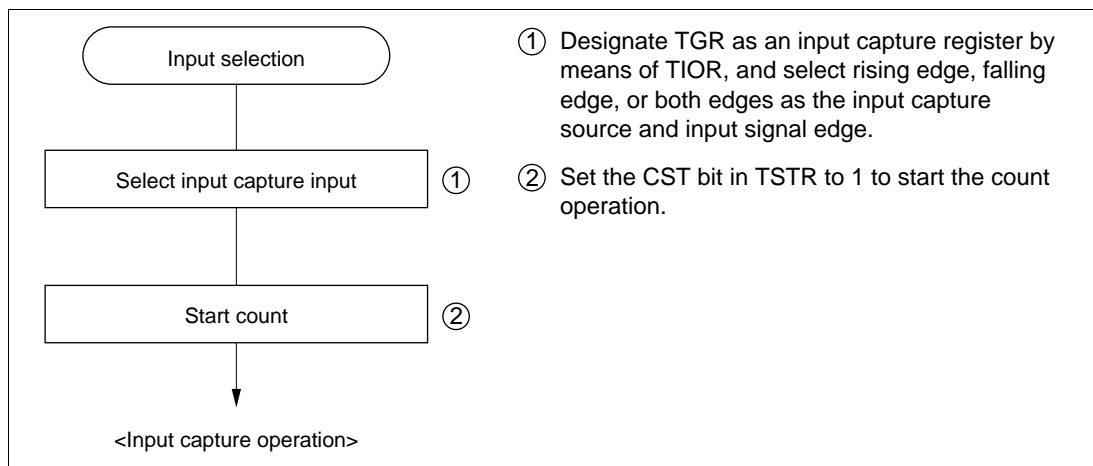 Input selection
Select input capture input
①
Start count
②
<Input capture operation>
① Designate TGR as an input capture register by
means of TIOR, and select rising edge, falling
edge, or both edges as the input capture
source and input signal edge.
② Set the CST bit in TSTR to 1 to start the count
operation.